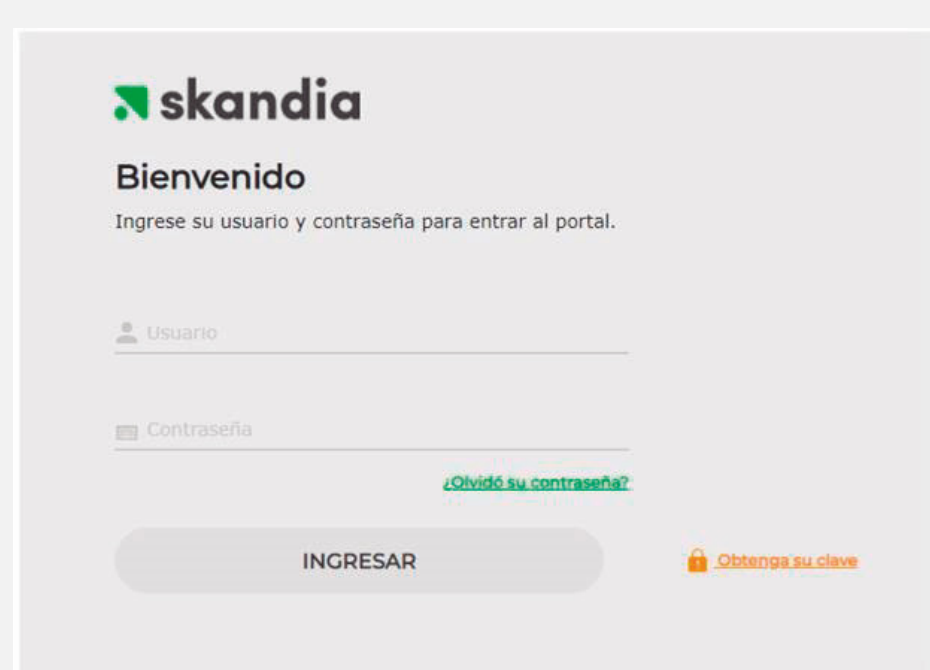 skandia
Bienvenido
Ingrese su usuario y contraseña para entrar al portal.
Usuario
Contraseña
¿Olvidó su contraseña?
INGRESAR
Obtenga su clave